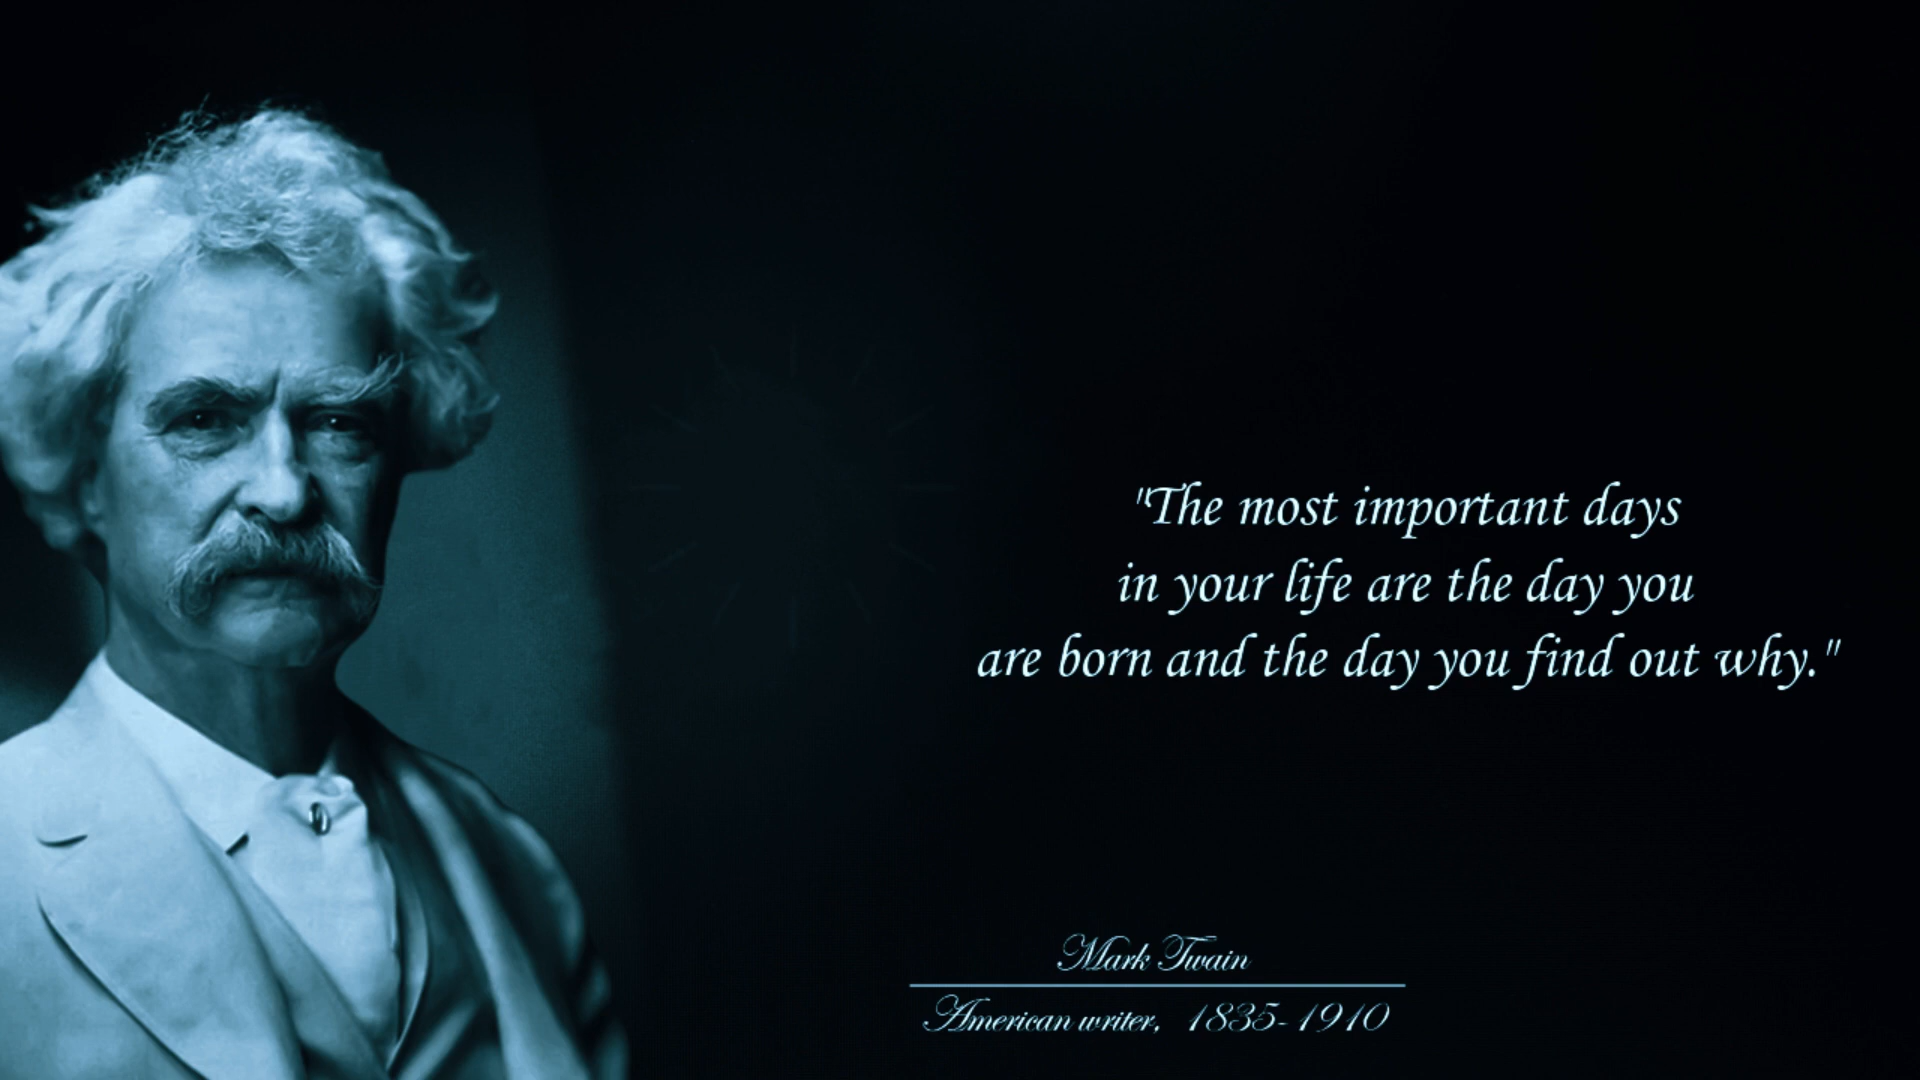 "The most important days
in your life are the day you
are born and the day you find out why."
Mark Twain
American writer, 1835-1910